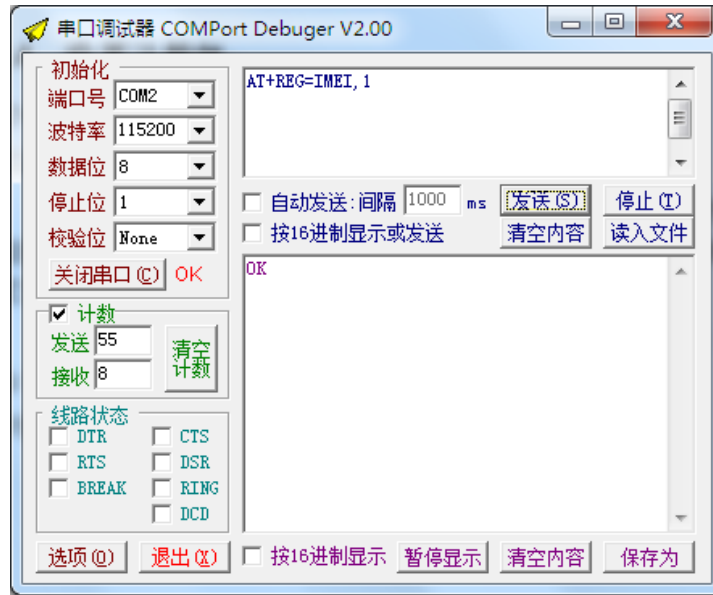 串口调试器 COMPort Debuger V2.00
初始化
端口号 COM2
波特率 115200
数据位 8
停止位 1
校验位 None
关闭串口(C) OK
计数
发送 55
接收 8
清空
计数
线路状态
DTR CTS
RTS DSR
BREAK RING
DCD
选项(O) 退出(X)
AT+REG=IMEI,1
自动发送:间隔 1000 ms 发送(S) 停止(T)
按16进制显示或发送 清空内容 读入文件
OK
按16进制显示 暂停显示 清空内容 保存为